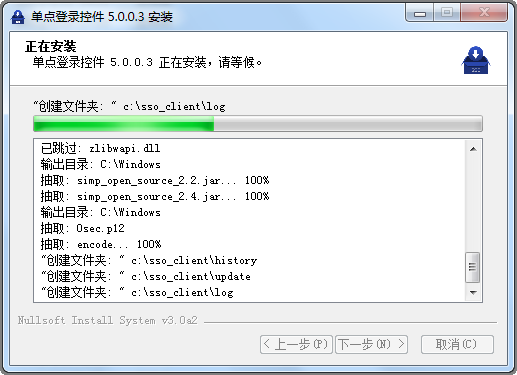 单点登录控件 5.0.0.3 安装
正在安装
单点登录控件 5.0.0.3 正在安装，请等候。
"创建文件夹: " c:\sso_client\log
已跳过: zlibwapi.dll
输出目录: C:\Windows
抽取: simp_open_source_2.2.jar... 100%
抽取: simp_open_source_2.4.jar... 100%
输出目录: C:\Windows
抽取: Osec.p12
抽取: encode... 100%
"创建文件夹: " c:\sso_client\history
"创建文件夹: " c:\sso_client\update
"创建文件夹: " c:\sso_client\log
Nullsoft Install System v3.0a2
< 上一步(P)
下一步(N) >
取消(C)